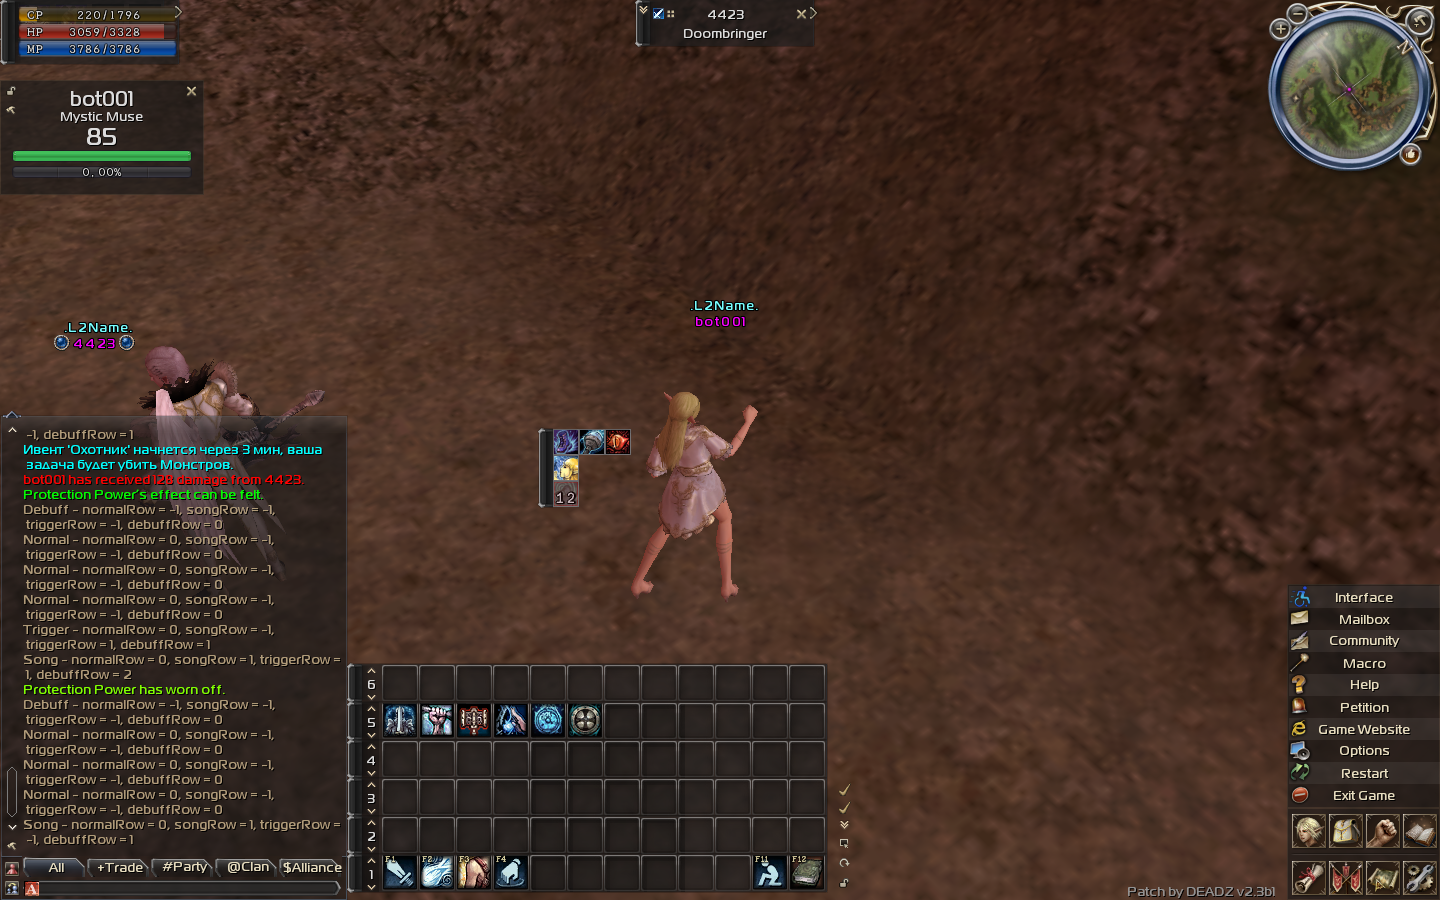 CP 220/1796
HP 3059/3328
MP 3786/3786
4423
Doombringer
bot001
Mystic Muse
85
0,00%
.L2Name.
bot001
.L2Name.
4423
12
-1, debuffRow = 1
Ивент 'Охотник' начнется через 3 мин, ваша
задача будет убить Монстров.
bot001 has received 128 damage from 4423.
Protection Power's effect can be felt.
Debuff - normalRow = -1, songRow = -1,
triggerRow = -1, debuffRow = 0
Normal - normalRow = 0, songRow = -1,
triggerRow = -1, debuffRow = 0
Normal - normalRow = 0, songRow = -1,
triggerRow = -1, debuffRow = 0
Normal - normalRow = 0, songRow = -1,
triggerRow = -1, debuffRow = 0
Trigger - normalRow = 0, songRow = -1,
triggerRow = 1, debuffRow = 1
Song - normalRow = 0, songRow = 1, triggerRow =
1, debuffRow = 2
Protection Power has worn off.
Debuff - normalRow = -1, songRow = -1,
triggerRow = -1, debuffRow = 0
Normal - normalRow = 0, songRow = -1,
triggerRow = -1, debuffRow = 0
Normal - normalRow = 0, songRow = -1,
triggerRow = -1, debuffRow = 0
Normal - normalRow = 0, songRow = -1,
triggerRow = -1, debuffRow = 0
Song - normalRow = 0, songRow = 1, triggerRow =
-1, debuffRow = 1
All +Trade #Party @Clan $Alliance
A
6
5
4
3
2
1
F1 F2 F3 F4 F11 F12
Interface
Mailbox
Community
Macro
Help
Petition
Game Website
Options
Restart
Exit Game
Patch by DEADZ v2.3b1